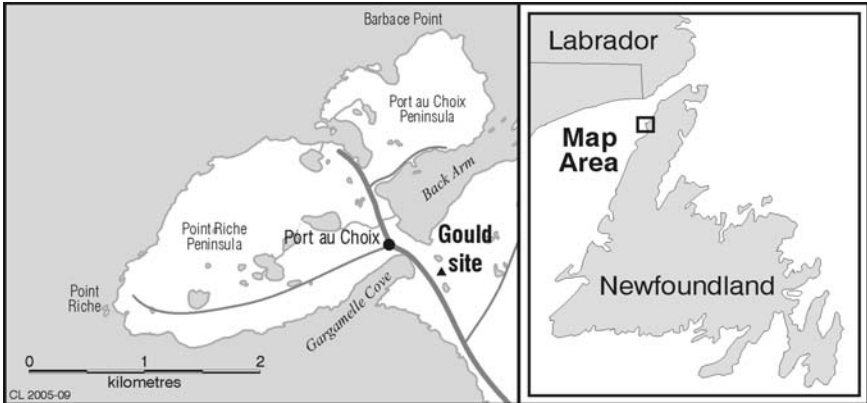 Barbace Point
Port au Choix
Peninsula
Back Arm
Point Riche
Peninsula
Port au Choix
Gould
site
Point
Riche
Gargamelle Cove
0 1 2
kilometres
CL 2005-09
Labrador
Map
Area
Newfoundland